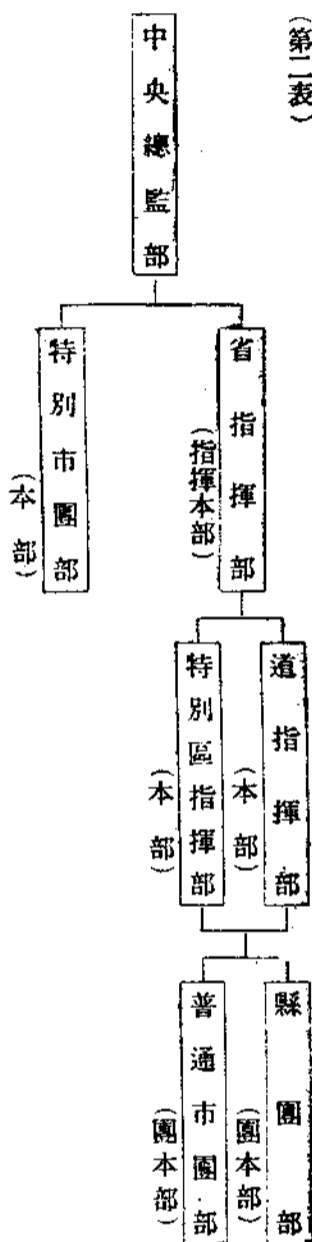 (第二表)
中央總監部
省指揮部
(指揮本部)
特別市團部
(本部)
道指揮部
(本部)
特別區指揮部
(本部)
縣團部
(團本部)
普通市團部
(團本部)